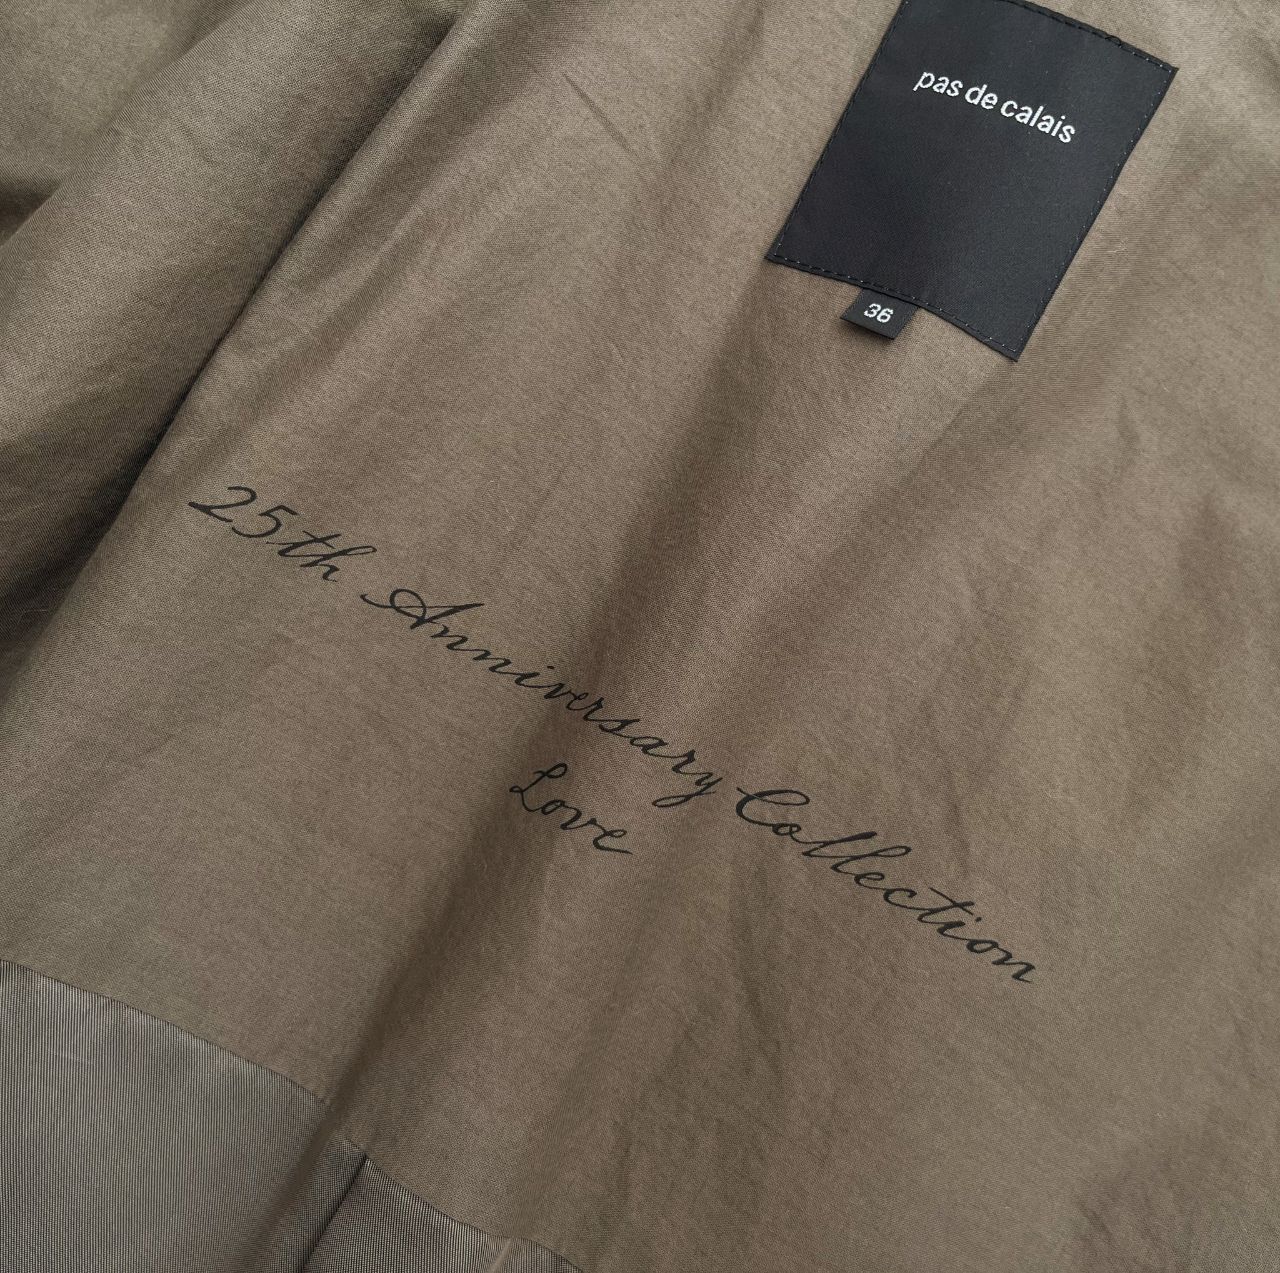 pas de calais
36
25th Anniversary Collection
Love